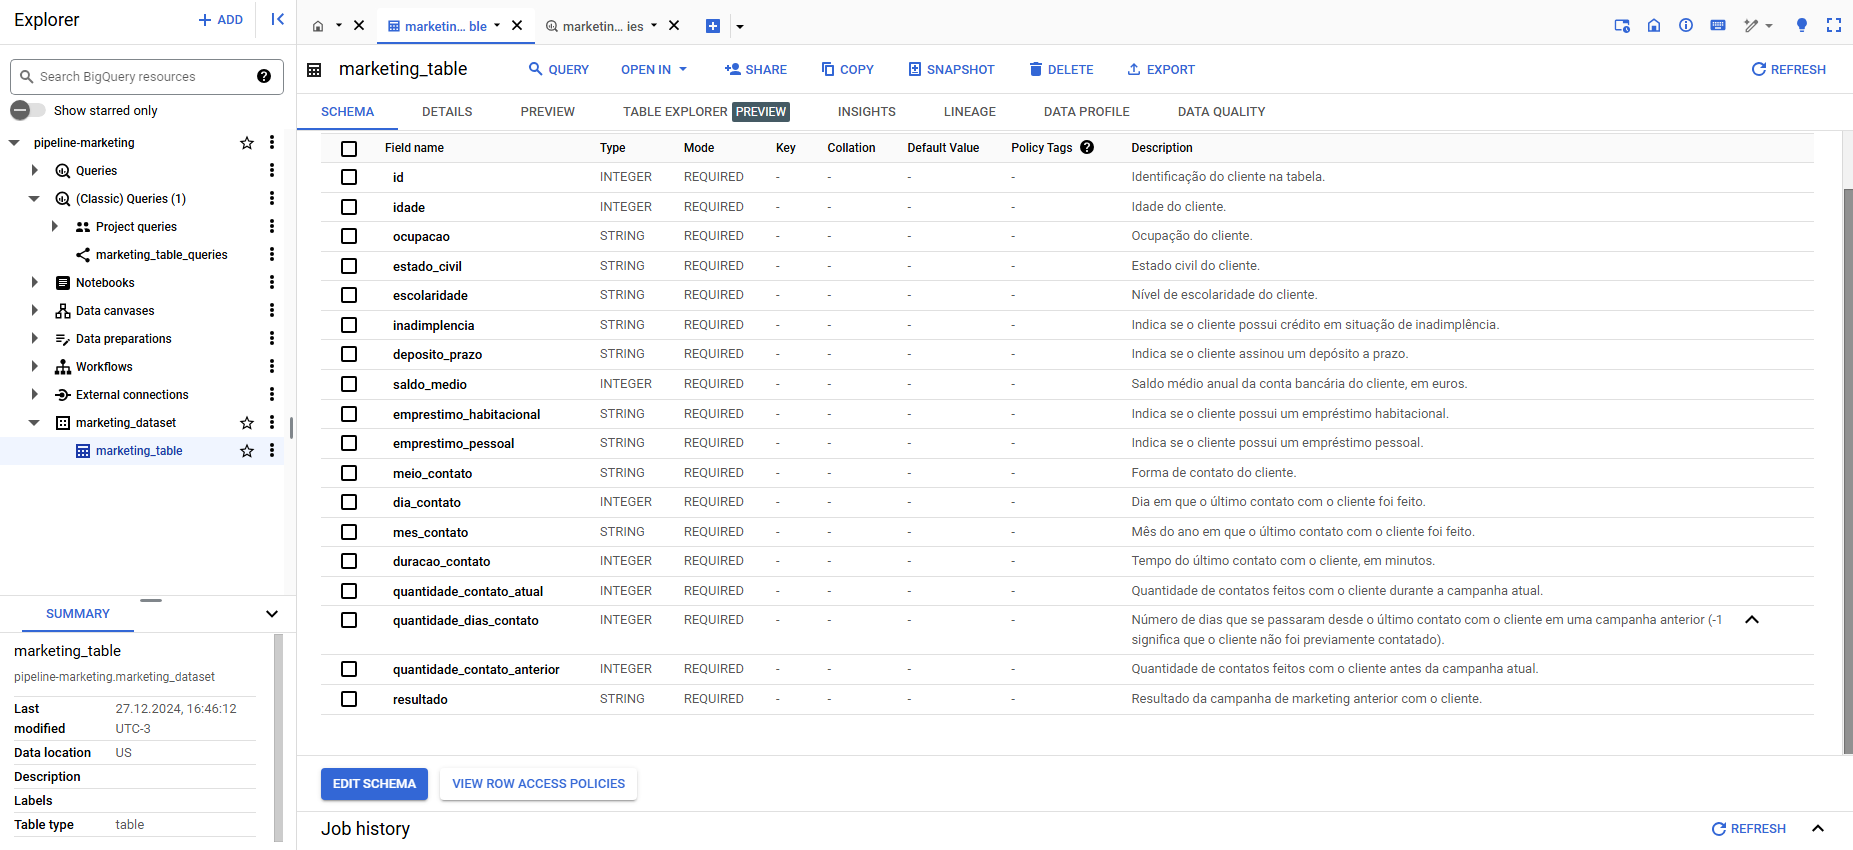 Explorer
ADD
Search BigQuery resources
Show starred only
pipeline-marketing
Queries
(Classic) Queries (1)
Project queries
marketing_table_queries
Notebooks
Data canvases
Data preparations
Workflows
External connections
marketing_dataset
marketing_table
SUMMARY
marketing_table
pipeline-marketing.marketing_dataset
Last modified 27.12.2024, 16:46:12 UTC-3
Data location US
Description
Labels
Table type table
marketin... ble
marketin... ies
marketing_table QUERY OPEN IN SHARE COPY SNAPSHOT DELETE EXPORT REFRESH
SCHEMA DETAILS PREVIEW TABLE EXPLORER PREVIEW INSIGHTS LINEAGE DATA PROFILE DATA QUALITY
Field name Type Mode Key Collation Default Value Policy Tags ? Description
id INTEGER REQUIRED - - - - Identificação do cliente na tabela.
idade INTEGER REQUIRED - - - - Idade do cliente.
ocupacao STRING REQUIRED - - - - Ocupação do cliente.
estado_civil STRING REQUIRED - - - - Estado civil do cliente.
escolaridade STRING REQUIRED - - - - Nível de escolaridade do cliente.
inadimplencia STRING REQUIRED - - - - Indica se o cliente possui crédito em situação de inadimplência.
deposito_prazo STRING REQUIRED - - - - Indica se o cliente assinou um depósito a prazo.
saldo_medio INTEGER REQUIRED - - - - Saldo médio anual da conta bancária do cliente, em euros.
emprestimo_habitacional STRING REQUIRED - - - - Indica se o cliente possui um empréstimo habitacional.
emprestimo_pessoal STRING REQUIRED - - - - Indica se o cliente possui um empréstimo pessoal.
meio_contato STRING REQUIRED - - - - Forma de contato do cliente.
dia_contato INTEGER REQUIRED - - - - Dia em que o último contato com o cliente foi feito.
mes_contato STRING REQUIRED - - - - Mês do ano em que o último contato com o cliente foi feito.
duracao_contato INTEGER REQUIRED - - - - Tempo do último contato com o cliente, em minutos.
quantidade_contato_atual INTEGER REQUIRED - - - - Quantidade de contatos feitos com o cliente durante a campanha atual.
quantidade_dias_contato INTEGER REQUIRED - - - - Número de dias que se passaram desde o último contato com o cliente em uma campanha anterior (-1
significa que o cliente não foi previamente contatado).
quantidade_contato_anterior INTEGER REQUIRED - - - - Quantidade de contatos feitos com o cliente antes da campanha atual.
resultado STRING REQUIRED - - - - Resultado da campanha de marketing anterior com o cliente.
EDIT SCHEMA VIEW ROW ACCESS POLICIES
Job history REFRESH